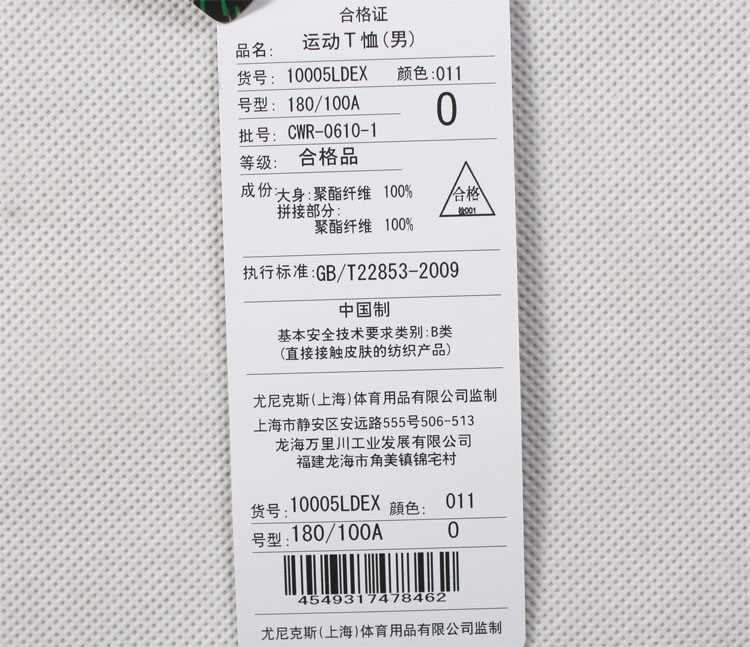 合格证
品名: 运动T恤(男)
货号: 10005LDEX 颜色:011
号型: 180/100A O
批号: CWR-0610-1
等级: 合格品
成份:大身:聚酯纤维 100%
拼接部分:
聚酯纤维 100%
合格
检001
执行标准:GB/T22853-2009
中国制
基本安全技术要求类别:B类
(直接接触皮肤的纺织产品)
尤尼克斯(上海)体育用品有限公司监制
上海市静安区安远路555号506-513
龙海万里川工业发展有限公司
福建龙海市角美镇锦宅村
货号:10005LDEX 顔色: 011
号型:180/100A O
4549317478462
尤尼克斯(上海)体育用品有限公司监制